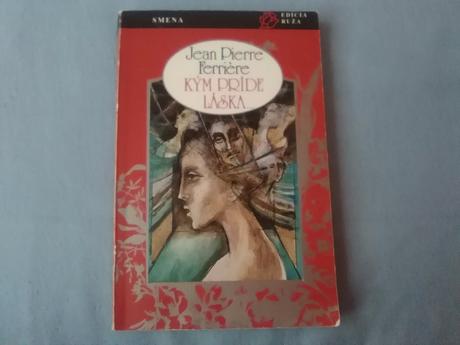 SMENA
EDÍCIA
RUŽA
Jean Pierre
Ferrière
KÝM PRÍDE
LÁSKA...